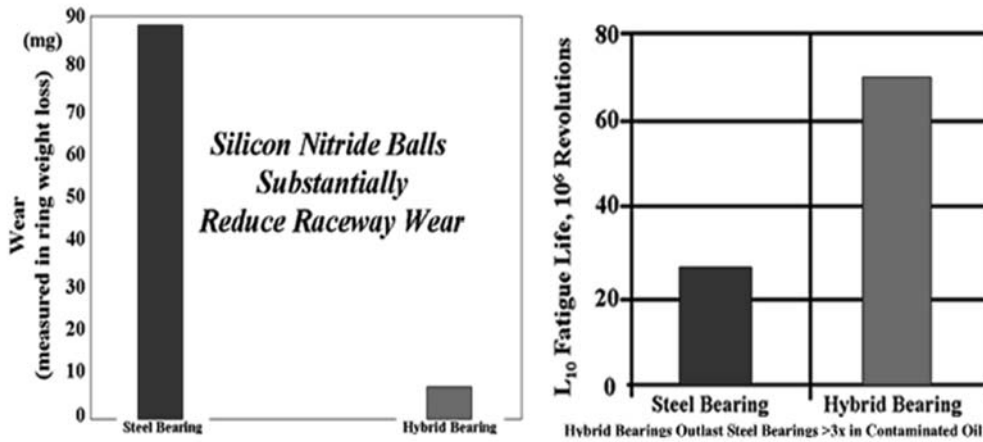 90
(mg)
80
70
60
50
40
30
20
10
0
Wear
(measured in ring weight loss)
Silicon Nitride Balls
Substantially
Reduce Raceway Wear
Steel Bearing
Hybrid Bearing
L10 Fatigue Life, 10⁶ Revolutions
80
60
40
20
0
Steel Bearing
Hybrid Bearing
Hybrid Bearings Outlast Steel Bearings >3x in Contaminated Oil